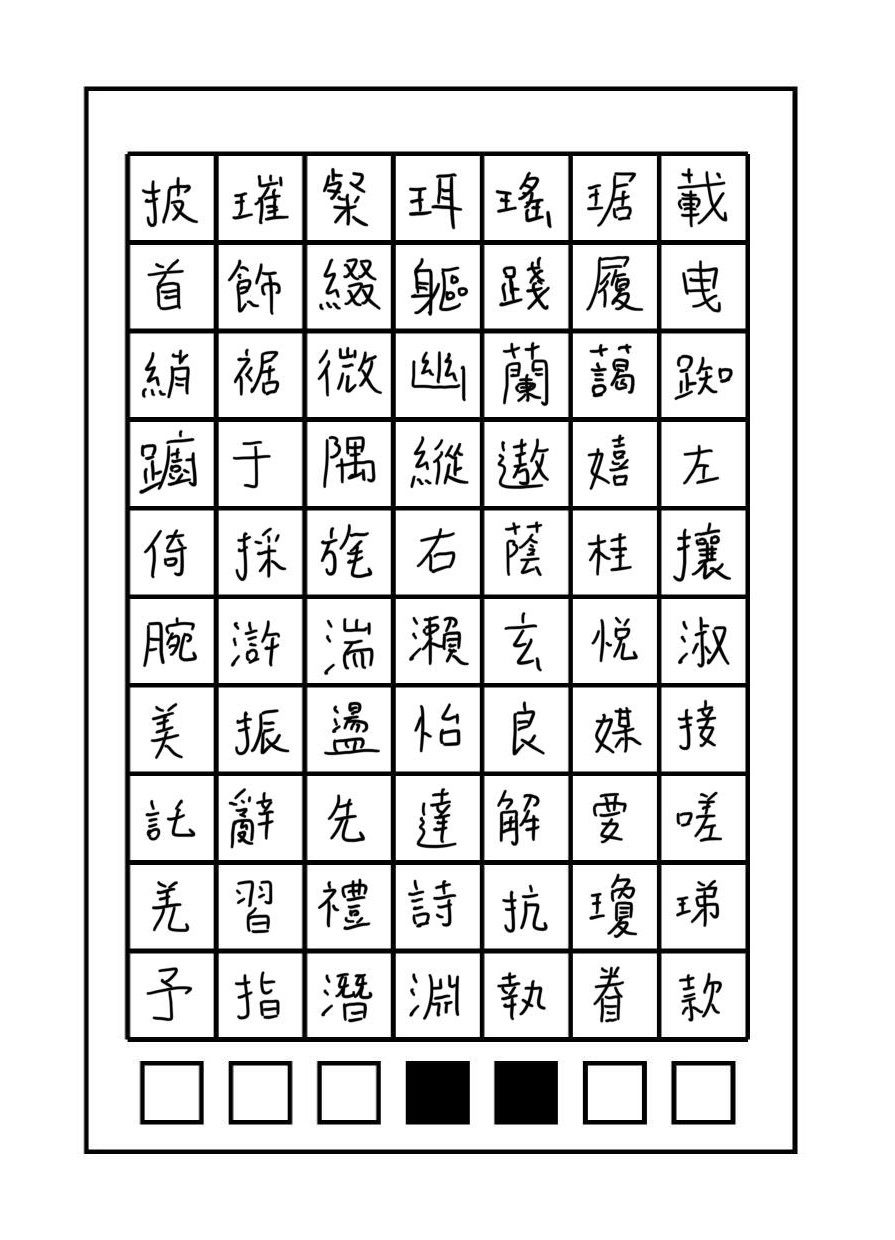 披璀粲珥瑤琚載
首飾綴軀踐履曳
綃裾微幽蘭藹踟
躕于隅縱遨嬉左
倚採旄右蔭桂攘
腕滸湍瀨玄悅淑
美振盪怡良媒接
託辭先達解要嗟
羌習禮詩抗瓊珶
予指潛淵執眷款